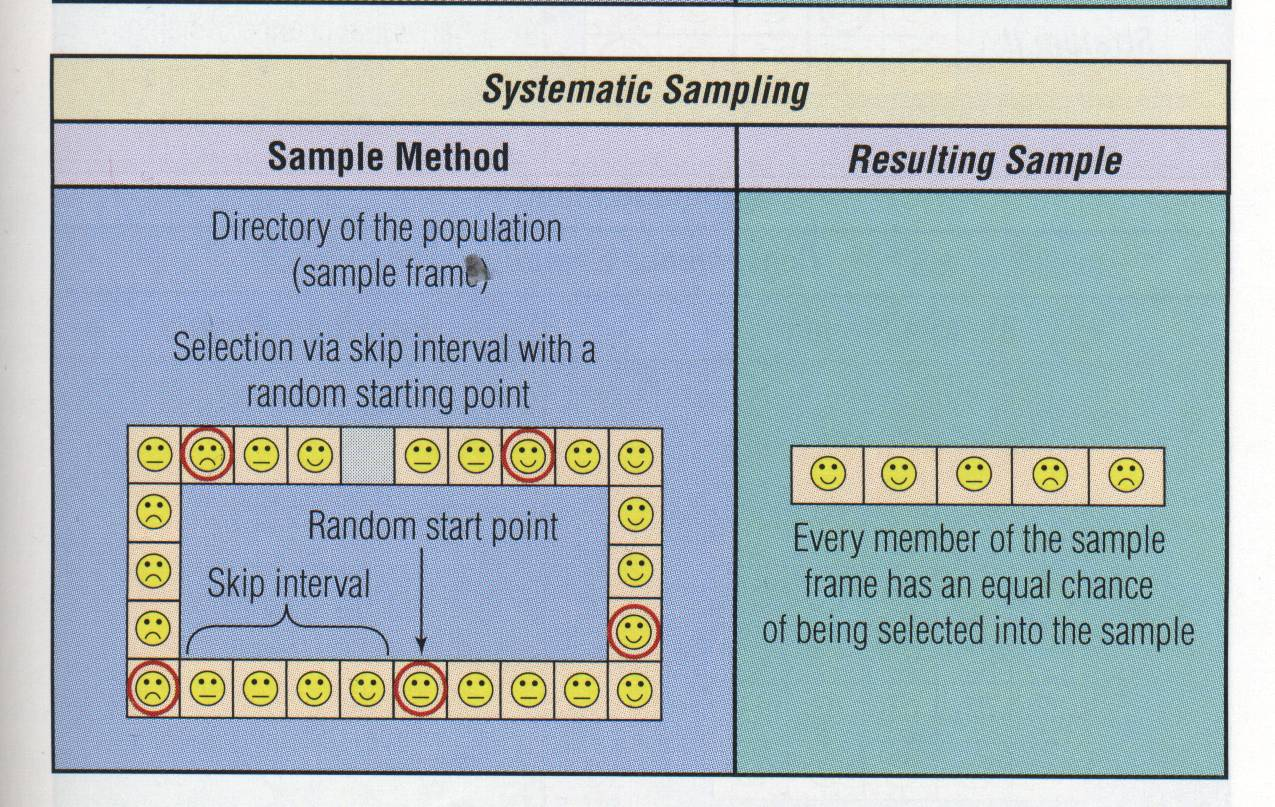 Systematic Sampling
Sample Method
Resulting Sample
Directory of the population
(sample frame)
Selection via skip interval with a
random starting point
Random start point
Skip interval
Every member of the sample
frame has an equal chance
of being selected into the sample